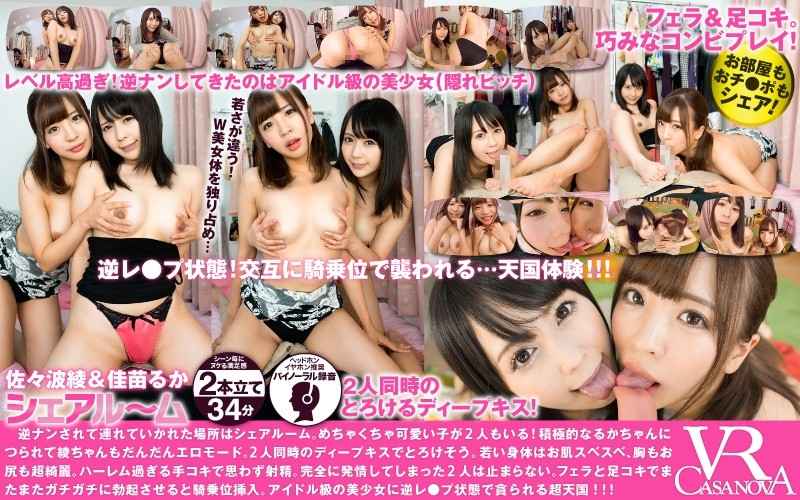 フェラ&足コキ。
巧みなコンビプレイ!
お部屋も
おチ●ポも
シェア!
レベル高過ぎ!逆ナンしてきたのはアイドル級の美少女(隠れビッチ)
若さが違う!
W美女体を独り占め…
逆レ●プ状態!交互に騎乗位で襲われる…天国体験!!!
佐々波綾&佳苗るか
シェアルーム
シーン毎に
ヌケる満足感
2本立て
34分
ヘッドホン
イヤホン推奨
バイノーラル録音
2人同時の
とろけるディープキス!
逆ナンされて連れていかれた場所はシェアルーム。めちゃくちゃ可愛い子が2人もいる!積極的なるかちゃんに
つられて綾ちゃんもだんだんエロモード。2人同時のディープキスでとろけそう。若い身体はお肌スベスベ、胸もお
尻も超綺麗。ハーレム過ぎる手コキで思わず射精。完全に発情してしまった2人は止まらない。フェラと足コキでま
たまたガチガチに勃起させると騎乗位挿入。アイドル級の美少女に逆レ●プ状態で貪られる超天国!!!
VR
CASANOVA